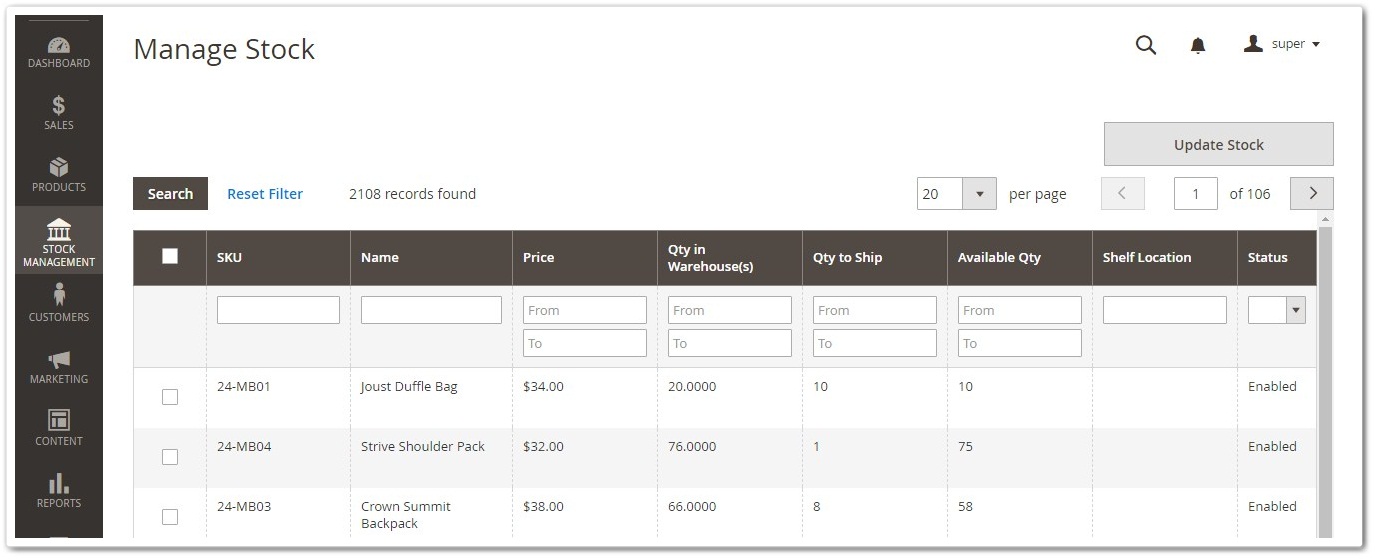 DASHBOARD
SALES
PRODUCTS
STOCK
MANAGEMENT
CUSTOMERS
MARKETING
CONTENT
REPORTS
Manage Stock
super
Update Stock
Search Reset Filter 2108 records found 20 per page 1 of 106
SKU Name Price Qty in Warehouse(s) Qty to Ship Available Qty Shelf Location Status
From From From From
To To To To
24-MB01 Joust Duffle Bag $34.00 20.0000 10 10 Enabled
24-MB04 Strive Shoulder Pack $32.00 76.0000 1 75 Enabled
24-MB03 Crown Summit $38.00 66.0000 8 58 Enabled
Backpack